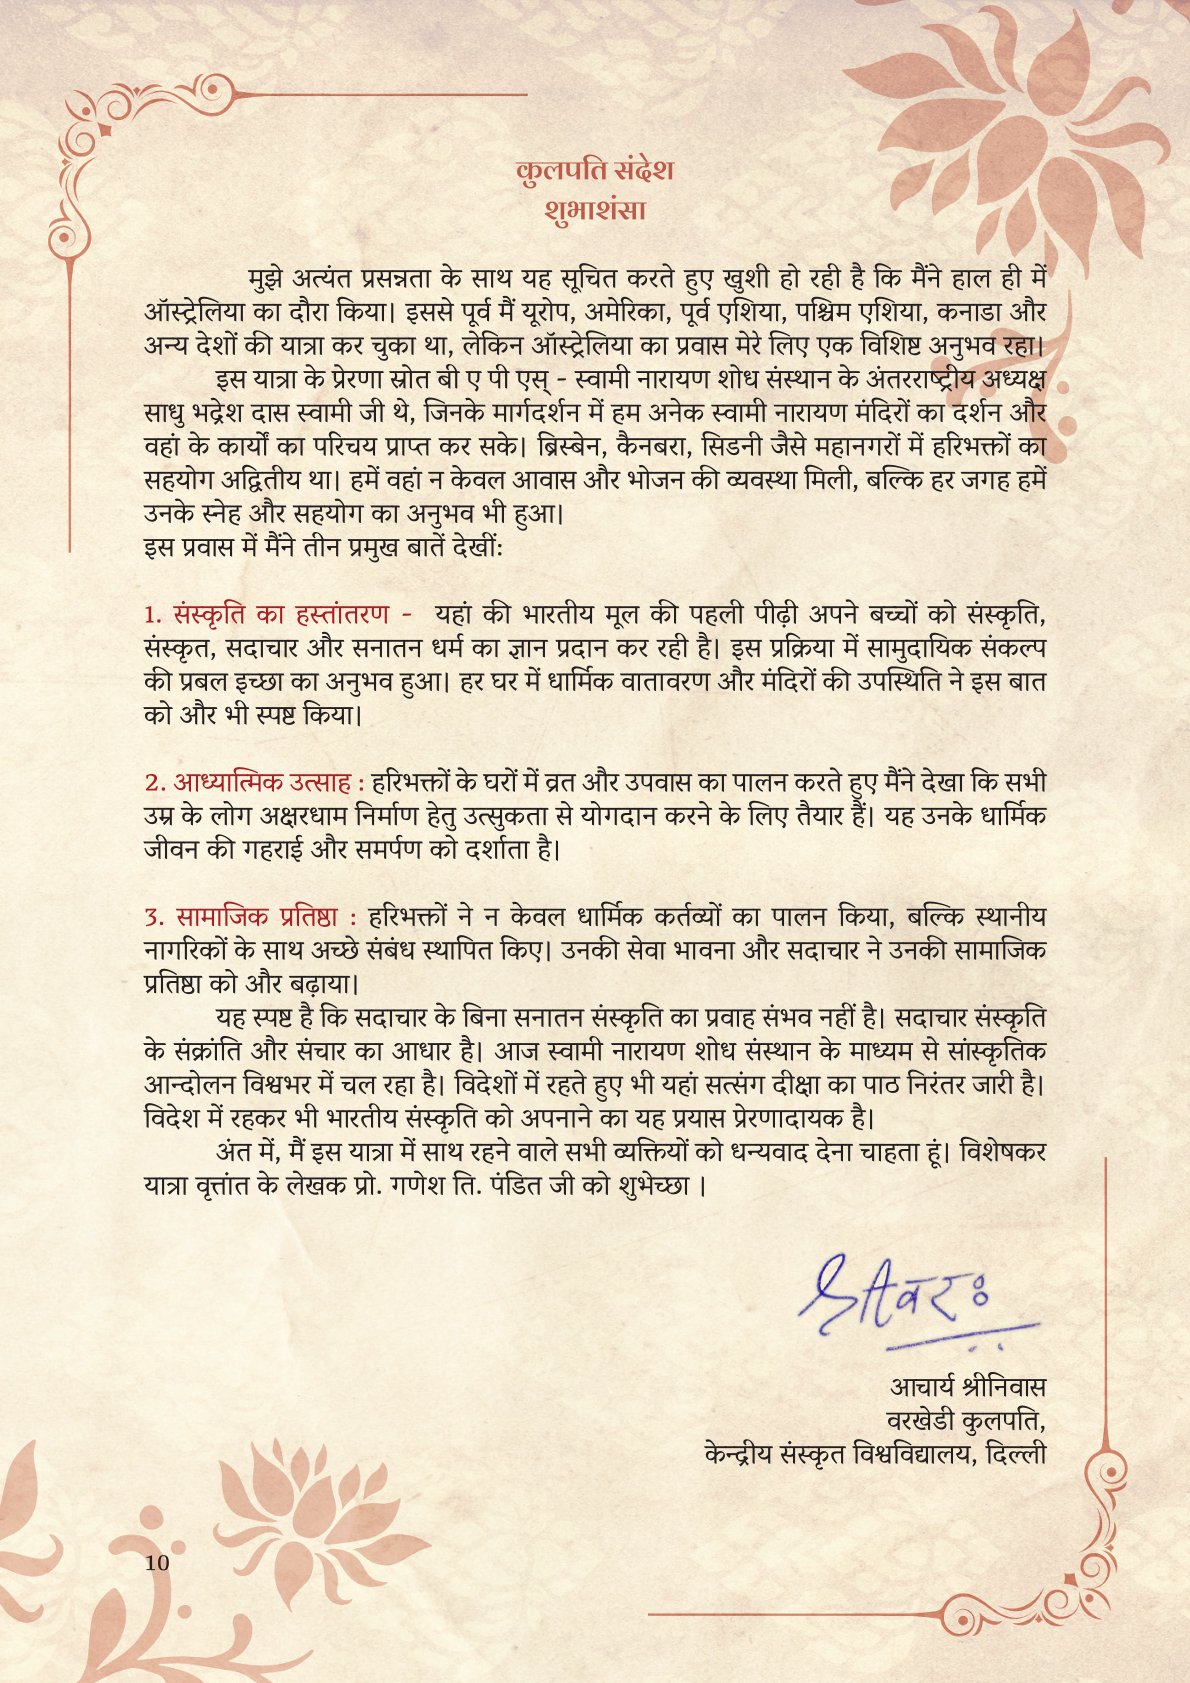 कुलपति संदेश
शुभाशंसा
मुझे अत्यंत प्रसन्नता के साथ यह सूचित करते हुए खुशी हो रही है कि मैंने हाल ही में
ऑस्ट्रेलिया का दौरा किया। इससे पूर्व मैं यूरोप, अमेरिका, पूर्व एशिया, पश्चिम एशिया, कनाडा और
अन्य देशों की यात्रा कर चुका था, लेकिन ऑस्ट्रेलिया का प्रवास मेरे लिए एक विशिष्ट अनुभव रहा।
इस यात्रा के प्रेरणा स्रोत बी ए पी एस् - स्वामी नारायण शोध संस्थान के अंतरराष्ट्रीय अध्यक्ष
साधु भद्रेश दास स्वामी जी थे, जिनके मार्गदर्शन में हम अनेक स्वामी नारायण मंदिरों का दर्शन और
वहां के कार्यों का परिचय प्राप्त कर सके। ब्रिस्बेन, कैनबरा, सिडनी जैसे महानगरों में हरिभक्तों का
सहयोग अद्वितीय था। हमें वहां न केवल आवास और भोजन की व्यवस्था मिली, बल्कि हर जगह हमें
उनके स्नेह और सहयोग का अनुभव भी हुआ।
इस प्रवास में मैंने तीन प्रमुख बातें देखीं:
1. संस्कृति का हस्तांतरण - यहां की भारतीय मूल की पहली पीढ़ी अपने बच्चों को संस्कृति,
संस्कृत, सदाचार और सनातन धर्म का ज्ञान प्रदान कर रही है। इस प्रक्रिया में सामुदायिक संकल्प
की प्रबल इच्छा का अनुभव हुआ। हर घर में धार्मिक वातावरण और मंदिरों की उपस्थिति ने इस बात
को और भी स्पष्ट किया।
2. आध्यात्मिक उत्साह : हरिभक्तों के घरों में व्रत और उपवास का पालन करते हुए मैंने देखा कि सभी
उम्र के लोग अक्षरधाम निर्माण हेतु उत्सुकता से योगदान करने के लिए तैयार हैं। यह उनके धार्मिक
जीवन की गहराई और समर्पण को दर्शाता है।
3. सामाजिक प्रतिष्ठा : हरिभक्तों ने न केवल धार्मिक कर्तव्यों का पालन किया, बल्कि स्थानीय
नागरिकों के साथ अच्छे संबंध स्थापित किए। उनकी सेवा भावना और सदाचार ने उनकी सामाजिक
प्रतिष्ठा को और बढ़ाया।
यह स्पष्ट है कि सदाचार के बिना सनातन संस्कृति का प्रवाह संभव नहीं है। सदाचार संस्कृति
के संक्रांति और संचार का आधार है। आज स्वामी नारायण शोध संस्थान के माध्यम से सांस्कृतिक
आन्दोलन विश्वभर में चल रहा है। विदेशों में रहते हुए भी यहां सत्संग दीक्षा का पाठ निरंतर जारी है।
विदेश में रहकर भी भारतीय संस्कृति को अपनाने का यह प्रयास प्रेरणादायक है।
अंत में, मैं इस यात्रा में साथ रहने वाले सभी व्यक्तियों को धन्यवाद देना चाहता हूं। विशेषकर
यात्रा वृत्तांत के लेखक प्रो. गणेश ति. पंडित जी को शुभेच्छा ।
आचार्य श्रीनिवास
वरखेडी कुलपति,
केन्द्रीय संस्कृत विश्वविद्यालय, दिल्ली
10